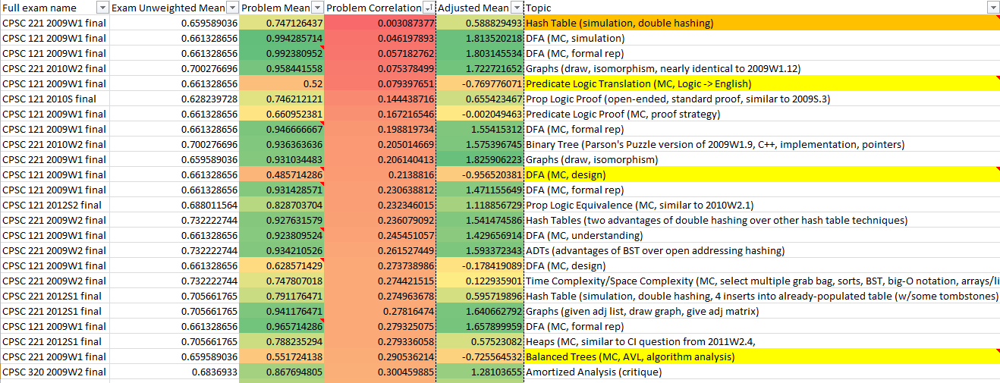 Full exam name Exam Unweighted Mean Problem Mean Problem Correlation Adjusted Mean Topic
CPSC 221 2009W1 final 0.659589036 0.747126437 0.003087377 0.588829493 Hash Table (simulation, double hashing)
CPSC 121 2009W1 final 0.661328656 0.994285714 0.046197893 1.813520218 DFA (MC, simulation)
CPSC 121 2009W1 final 0.661328656 0.992380952 0.057182762 1.803145534 DFA (MC, formal rep)
CPSC 221 2010W2 final 0.700276696 0.958441558 0.075378499 1.722721652 Graphs (draw, isomorphism, nearly identical to 2009W1.12)
CPSC 121 2009W1 final 0.661328656 0.52 0.079397651 -0.769776071 Predicate Logic Translation (MC, Logic -> English)
CPSC 121 2010S final 0.628239728 0.746212121 0.144438716 0.655423467 Prop Logic Proof (open-ended, standard proof, similar to 2009S.3)
CPSC 121 2009W1 final 0.661328656 0.660952381 0.167216546 -0.002049463 Predicate Logic Proof (MC, proof strategy)
CPSC 121 2009W1 final 0.661328656 0.946666667 0.198819734 1.55415312 DFA (MC, formal rep)
CPSC 221 2010W2 final 0.700276696 0.936363636 0.205014669 1.575396745 Binary Tree (Parson's Puzzle version of 2009W1.9, C++, implementation, pointers)
CPSC 221 2009W1 final 0.659589036 0.931034483 0.206140413 1.825906223 Graphs (draw, isomorphism)
CPSC 121 2009W1 final 0.661328656 0.485714286 0.2138816 -0.956520381 DFA (MC, design)
CPSC 121 2009W1 final 0.661328656 0.931428571 0.230638812 1.471155649 DFA (MC, formal rep)
CPSC 121 2012S2 final 0.688011564 0.828703704 0.232346015 1.118856729 Prop Logic Equivalence (MC, similar to 2010W2.1)
CPSC 221 2009W2 final 0.732222744 0.927631579 0.236079092 1.541474586 Hash Tables (two advantages of double hashing over other hash table techniques)
CPSC 121 2009W1 final 0.661328656 0.923809524 0.245451057 1.429656914 DFA (MC, understanding)
CPSC 221 2009W2 final 0.732222744 0.934210526 0.261527449 1.593372343 ADTs (advantages of BST over open addressing hashing)
CPSC 121 2009W1 final 0.661328656 0.628571429 0.273738986 -0.178419089 DFA (MC, design)
CPSC 221 2009W2 final 0.732222744 0.747807018 0.274421515 0.122935901 Time Complexity/Space Complexity (MC, select multiple grab bag, sorts, BST, big-O notation, arrays/li
CPSC 221 2012S1 final 0.705661765 0.791176471 0.274963678 0.595719896 Hash Table (simulation, double hashing, 4 inserts into already-populated table (w/some tombstones)
CPSC 221 2012S1 final 0.705661765 0.941176471 0.27816474 1.640662792 Graphs (given adj list, draw graph, give adj matrix)
CPSC 121 2009W1 final 0.661328656 0.965714286 0.279325075 1.657899959 DFA (MC, formal rep)
CPSC 221 2012S1 final 0.705661765 0.788235294 0.279336058 0.57523082 Heaps (MC, similar to CI question from 2011W2.4,
CPSC 221 2009W1 final 0.659589036 0.551724138 0.290536214 -0.725564532 Balanced Trees (MC, AVL, algorithm analysis)
CPSC 320 2009W2 final 0.6836933 0.867694805 0.300459885 1.28103655 Amortized Analysis (critique)